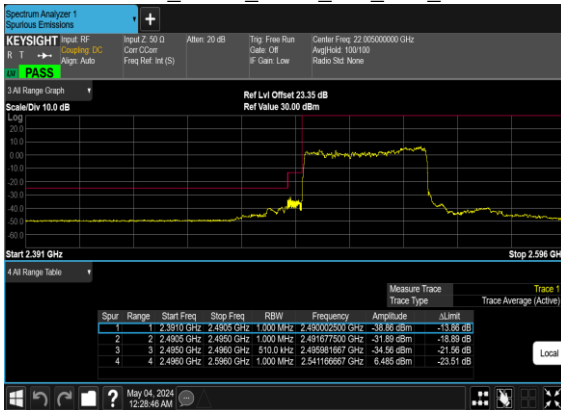 Spectrum Analyzer 1
Spurious Emissions
+
KEYSIGHT Input: RF Input Z: 50 Ω Atten: 20 dB Trig: Free Run Center Freq: 22.005000000 GHz
R T Coupling: DC Corr CCorr Gate: Off Avg|Hold: 100/100
Align: Auto Freq Ref: Int (S) IF Gain: Low Radio Std: None
PASS
3 All Range Graph
Ref Lvl Offset 23.35 dB
Scale/Div 10.0 dB Ref Value 30.00 dBm
Log
20.0
10.0
0.00
-10.0
-20.0
-30.0
-40.0
-50.0
-60.0
Start 2.391 GHz Stop 2.596 GH
4 All Range Table
Measure Trace Trace 1
Trace Type Trace Average (Active)
Spur Range Start Freq Stop Freq RBW Frequency Amplitude ΔLimit
1 1 2.3910 GHz 2.4905 GHz 1.000 MHz 2.490002500 GHz -38.86 dBm -13.86 dB
2 2 2.4905 GHz 2.4950 GHz 1.000 MHz 2.491677500 GHz -31.89 dBm -18.89 dB
3 3 2.4950 GHz 2.4960 GHz 510.0 kHz 2.495981667 GHz -34.56 dBm -21.56 dB
4 4 2.4960 GHz 2.5960 GHz 1.000 MHz 2.541166667 GHz 6.485 dBm -23.51 dB
Local
May 04, 2024
12:28:46 AM